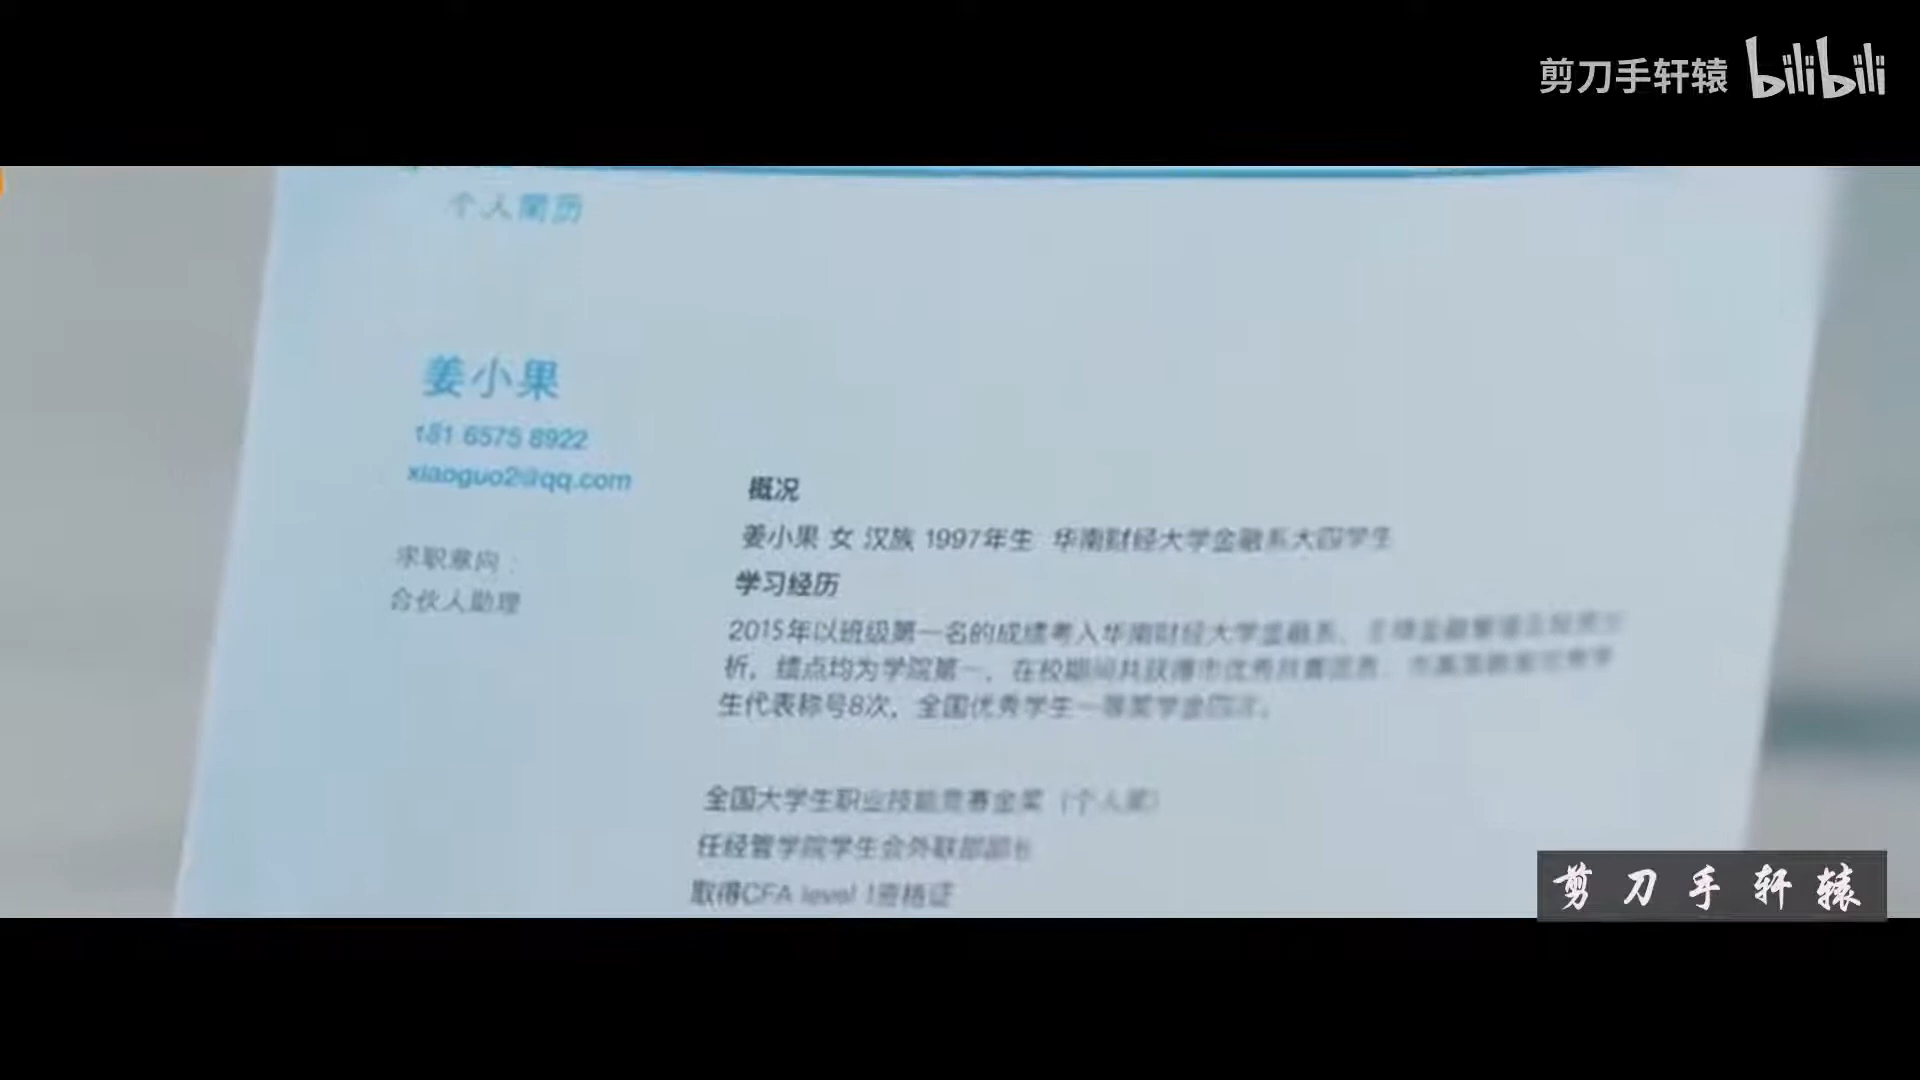 剪刀手轩辕 bilibili
个人简历
姜小果
181 6575 8922
xiaoguo2@qq.com
求职意向：
合伙人助理
概况
姜小果 女 汉族 1997年生 华南财经大学金融系大四学生
学习经历
2015年以班级第一名的成绩考入华南财经大学金融系、
析，绩点均为学院第一，在校期间共获得市优秀
生代表称号8次，全国优秀学生一等奖学金四次。
全国大学生职业技能竞赛金奖（个人奖）
任经管学院学生会外联部部长
取得CFA level 1资格证
剪刀手轩辕